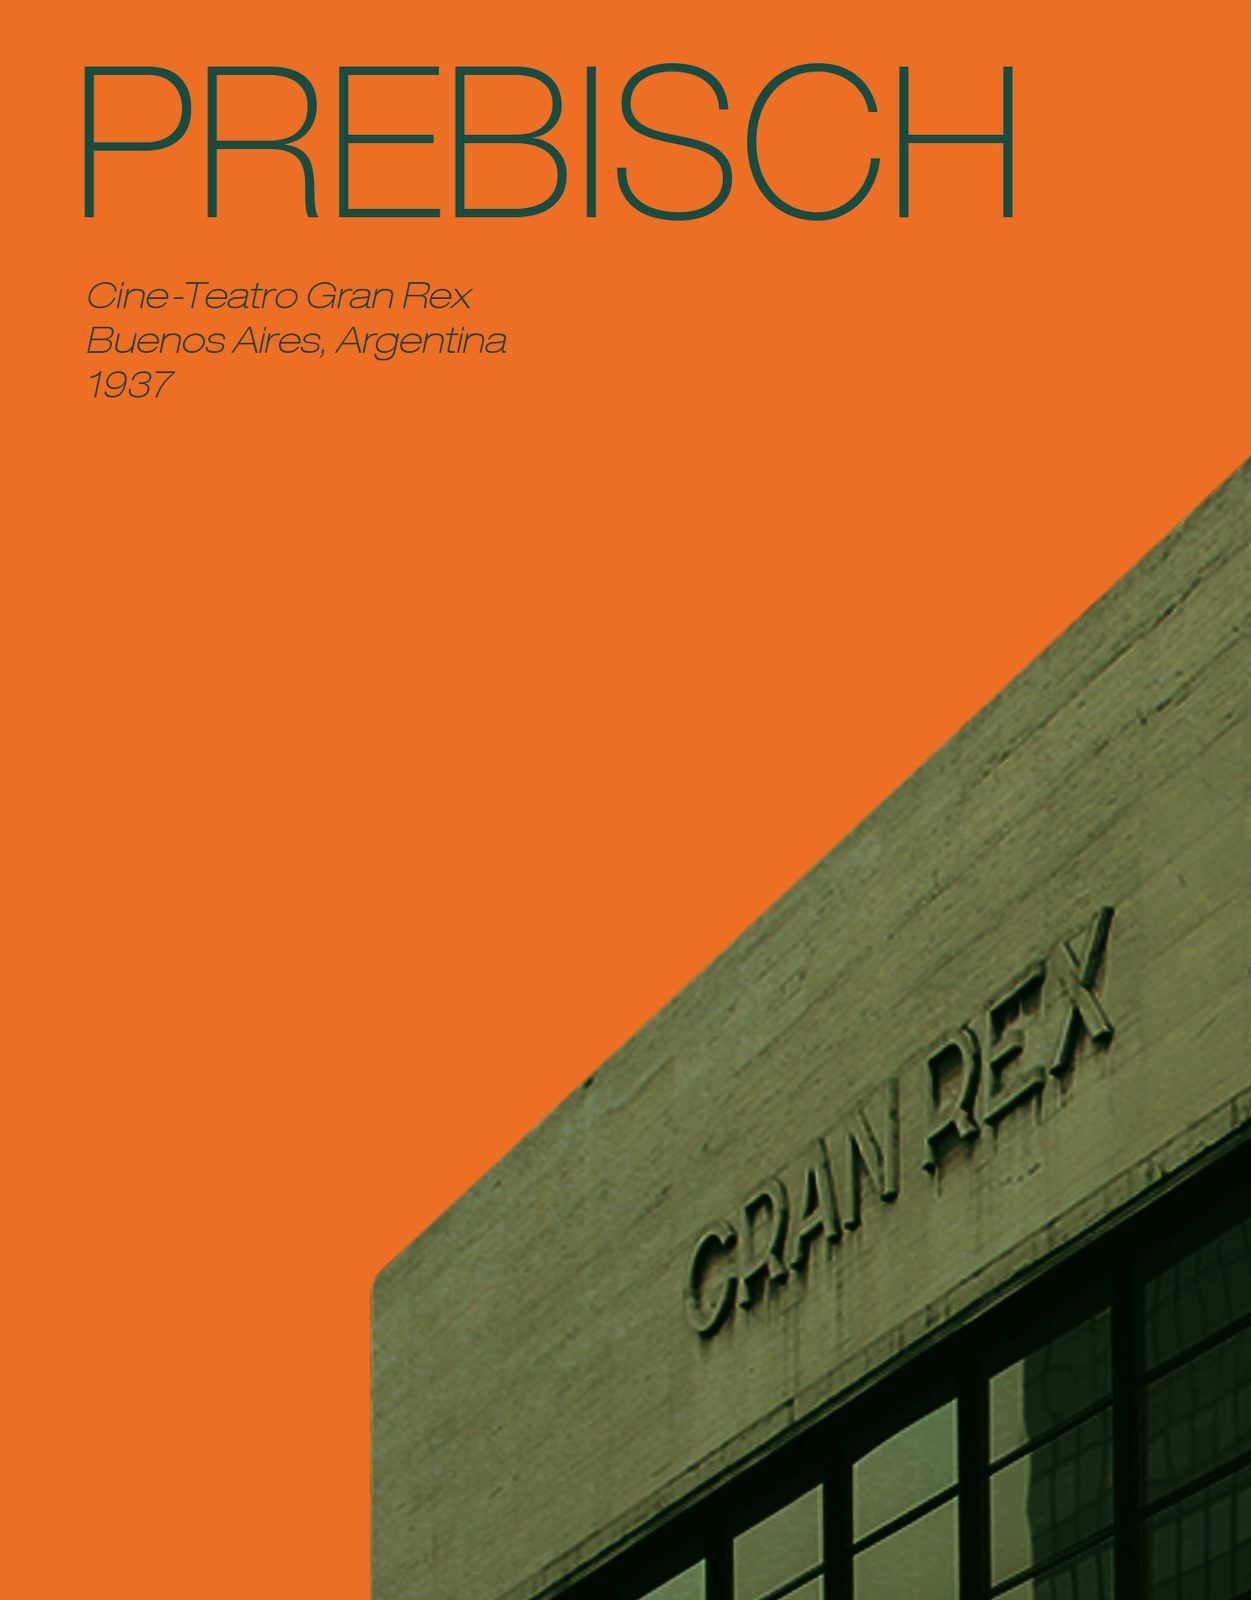 PREBISCH
Cine-Teatro Gran Rex
Buenos Aires, Argentina
1937
GRAN REX